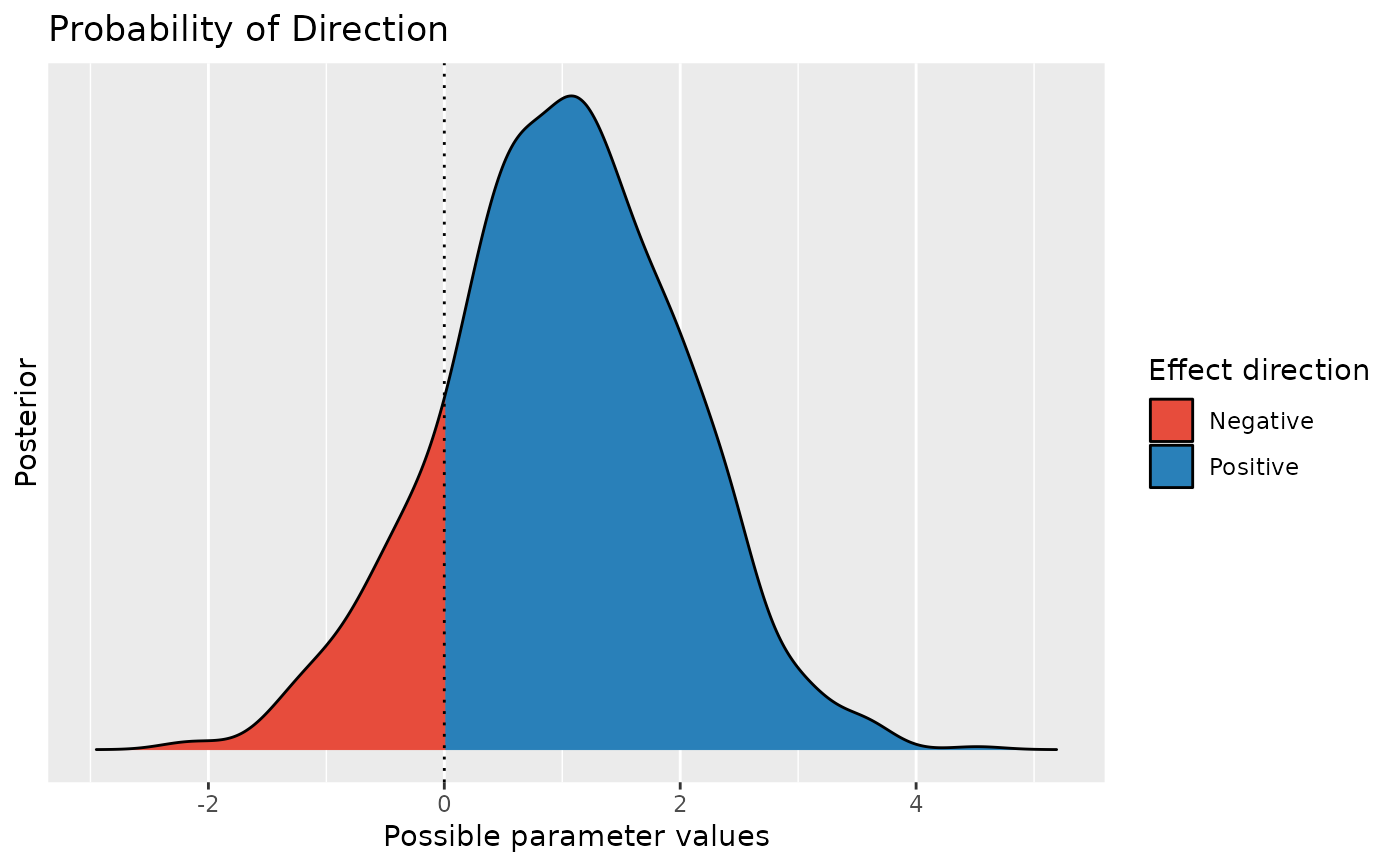 Probability of Direction
Posterior
-2
0
2
4
Possible parameter values
Effect direction
Negative
Positive